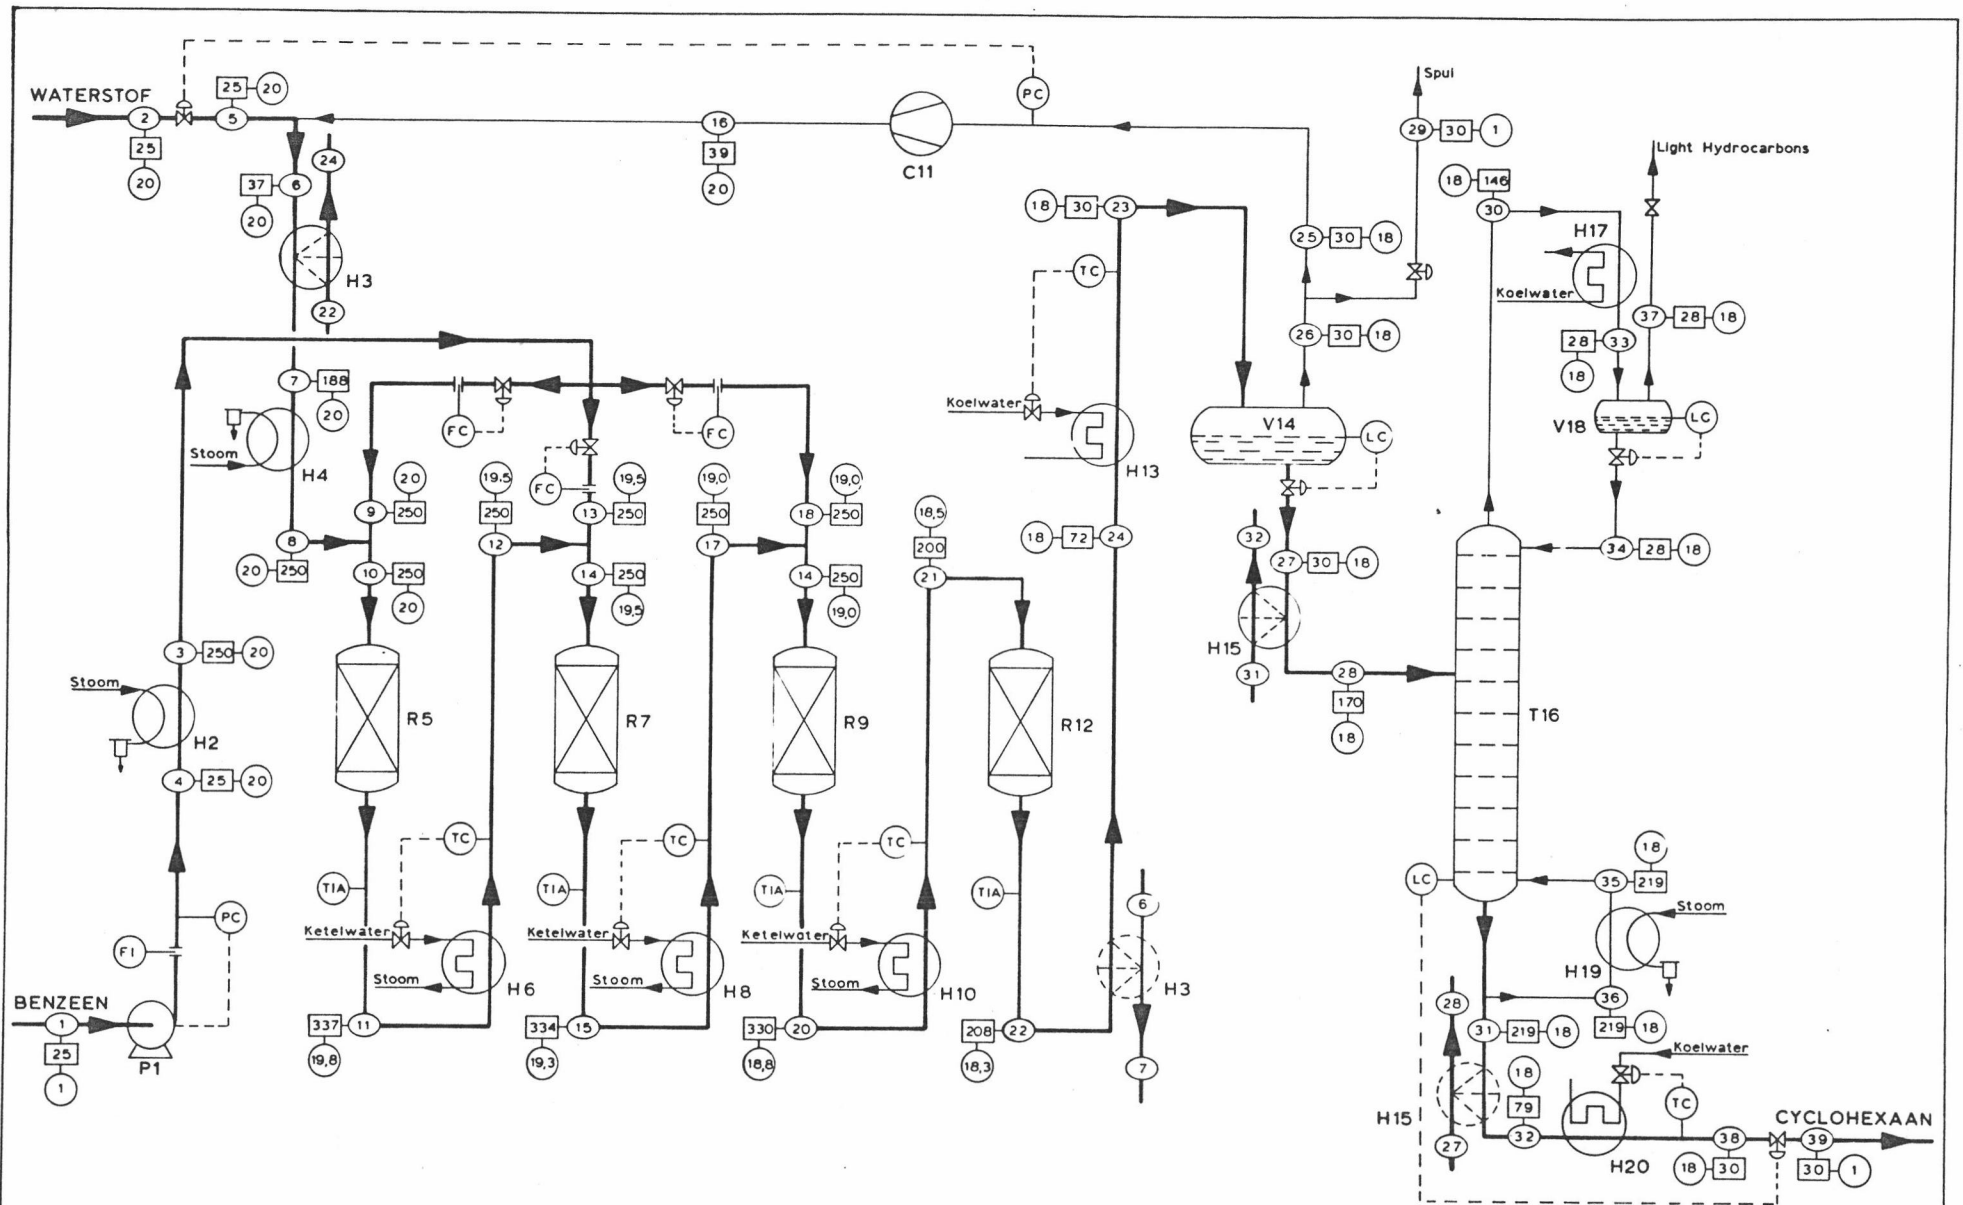 Spui
WATERSTOF
25
20
PC
2
5
16
29
30
1
25
39
C11
Light Hydrocarbons
20
24
20
18
146
37
6
18
30
23
30
20
25
30
18
H17
H3
TC
Koelwater
22
26
30
18
37
28
18
28
33
7
188
18
20
Koelwater
FC
FC
V14
LC
V18
LC
Stoom
H4
H13
20
19,5
FC
19,5
19,0
19,0
9
250
250
13
250
250
18
250
18,5
8
12
17
18
72
24
200
32
34
28
18
20
250
10
250
14
250
14
250
21
27
30
18
20
19,5
19,0
3
250
20
H15
31
28
Stoom
170
R5
R7
R9
R12
T16
H2
18
4
25
20
TC
TC
TC
18
LC
35
219
TIA
TIA
TIA
TIA
6
Stoom
PC
Ketelwater
Ketelwater
Ketelwater
FI
H19
Stoom
H6
Stoom
H8
Stoom
H10
H3
BENZEEN
28
36
1
337
11
334
15
330
20
208
22
31
219
18
219
18
25
P1
19,8
19,3
18,8
18,3
7
Koelwater
1
18
79
TC
H15
CYCLOHEXAAN
27
32
38
39
H20
18
30
30
1